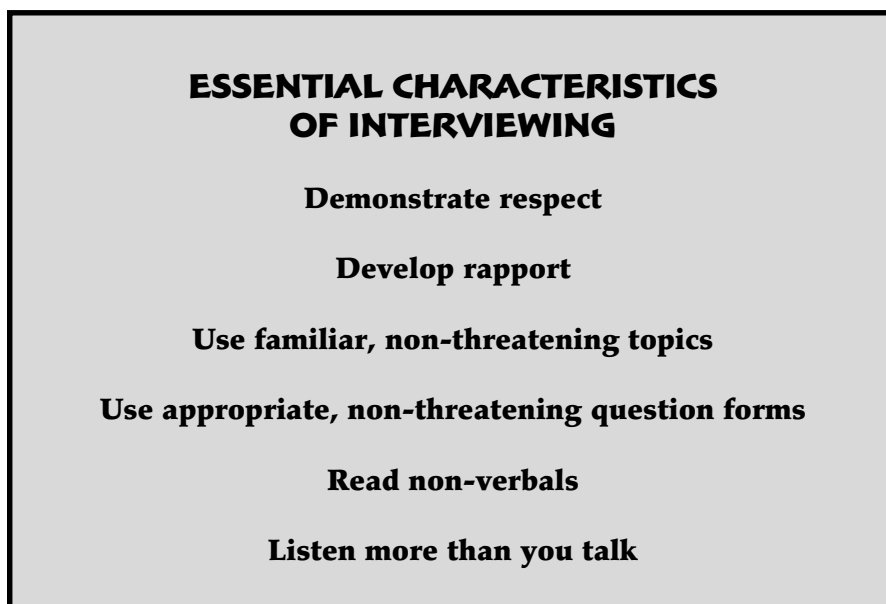 ESSENTIAL CHARACTERISTICS
OF INTERVIEWING
Demonstrate respect
Develop rapport
Use familiar, non-threatening topics
Use appropriate, non-threatening question forms
Read non-verbals
Listen more than you talk